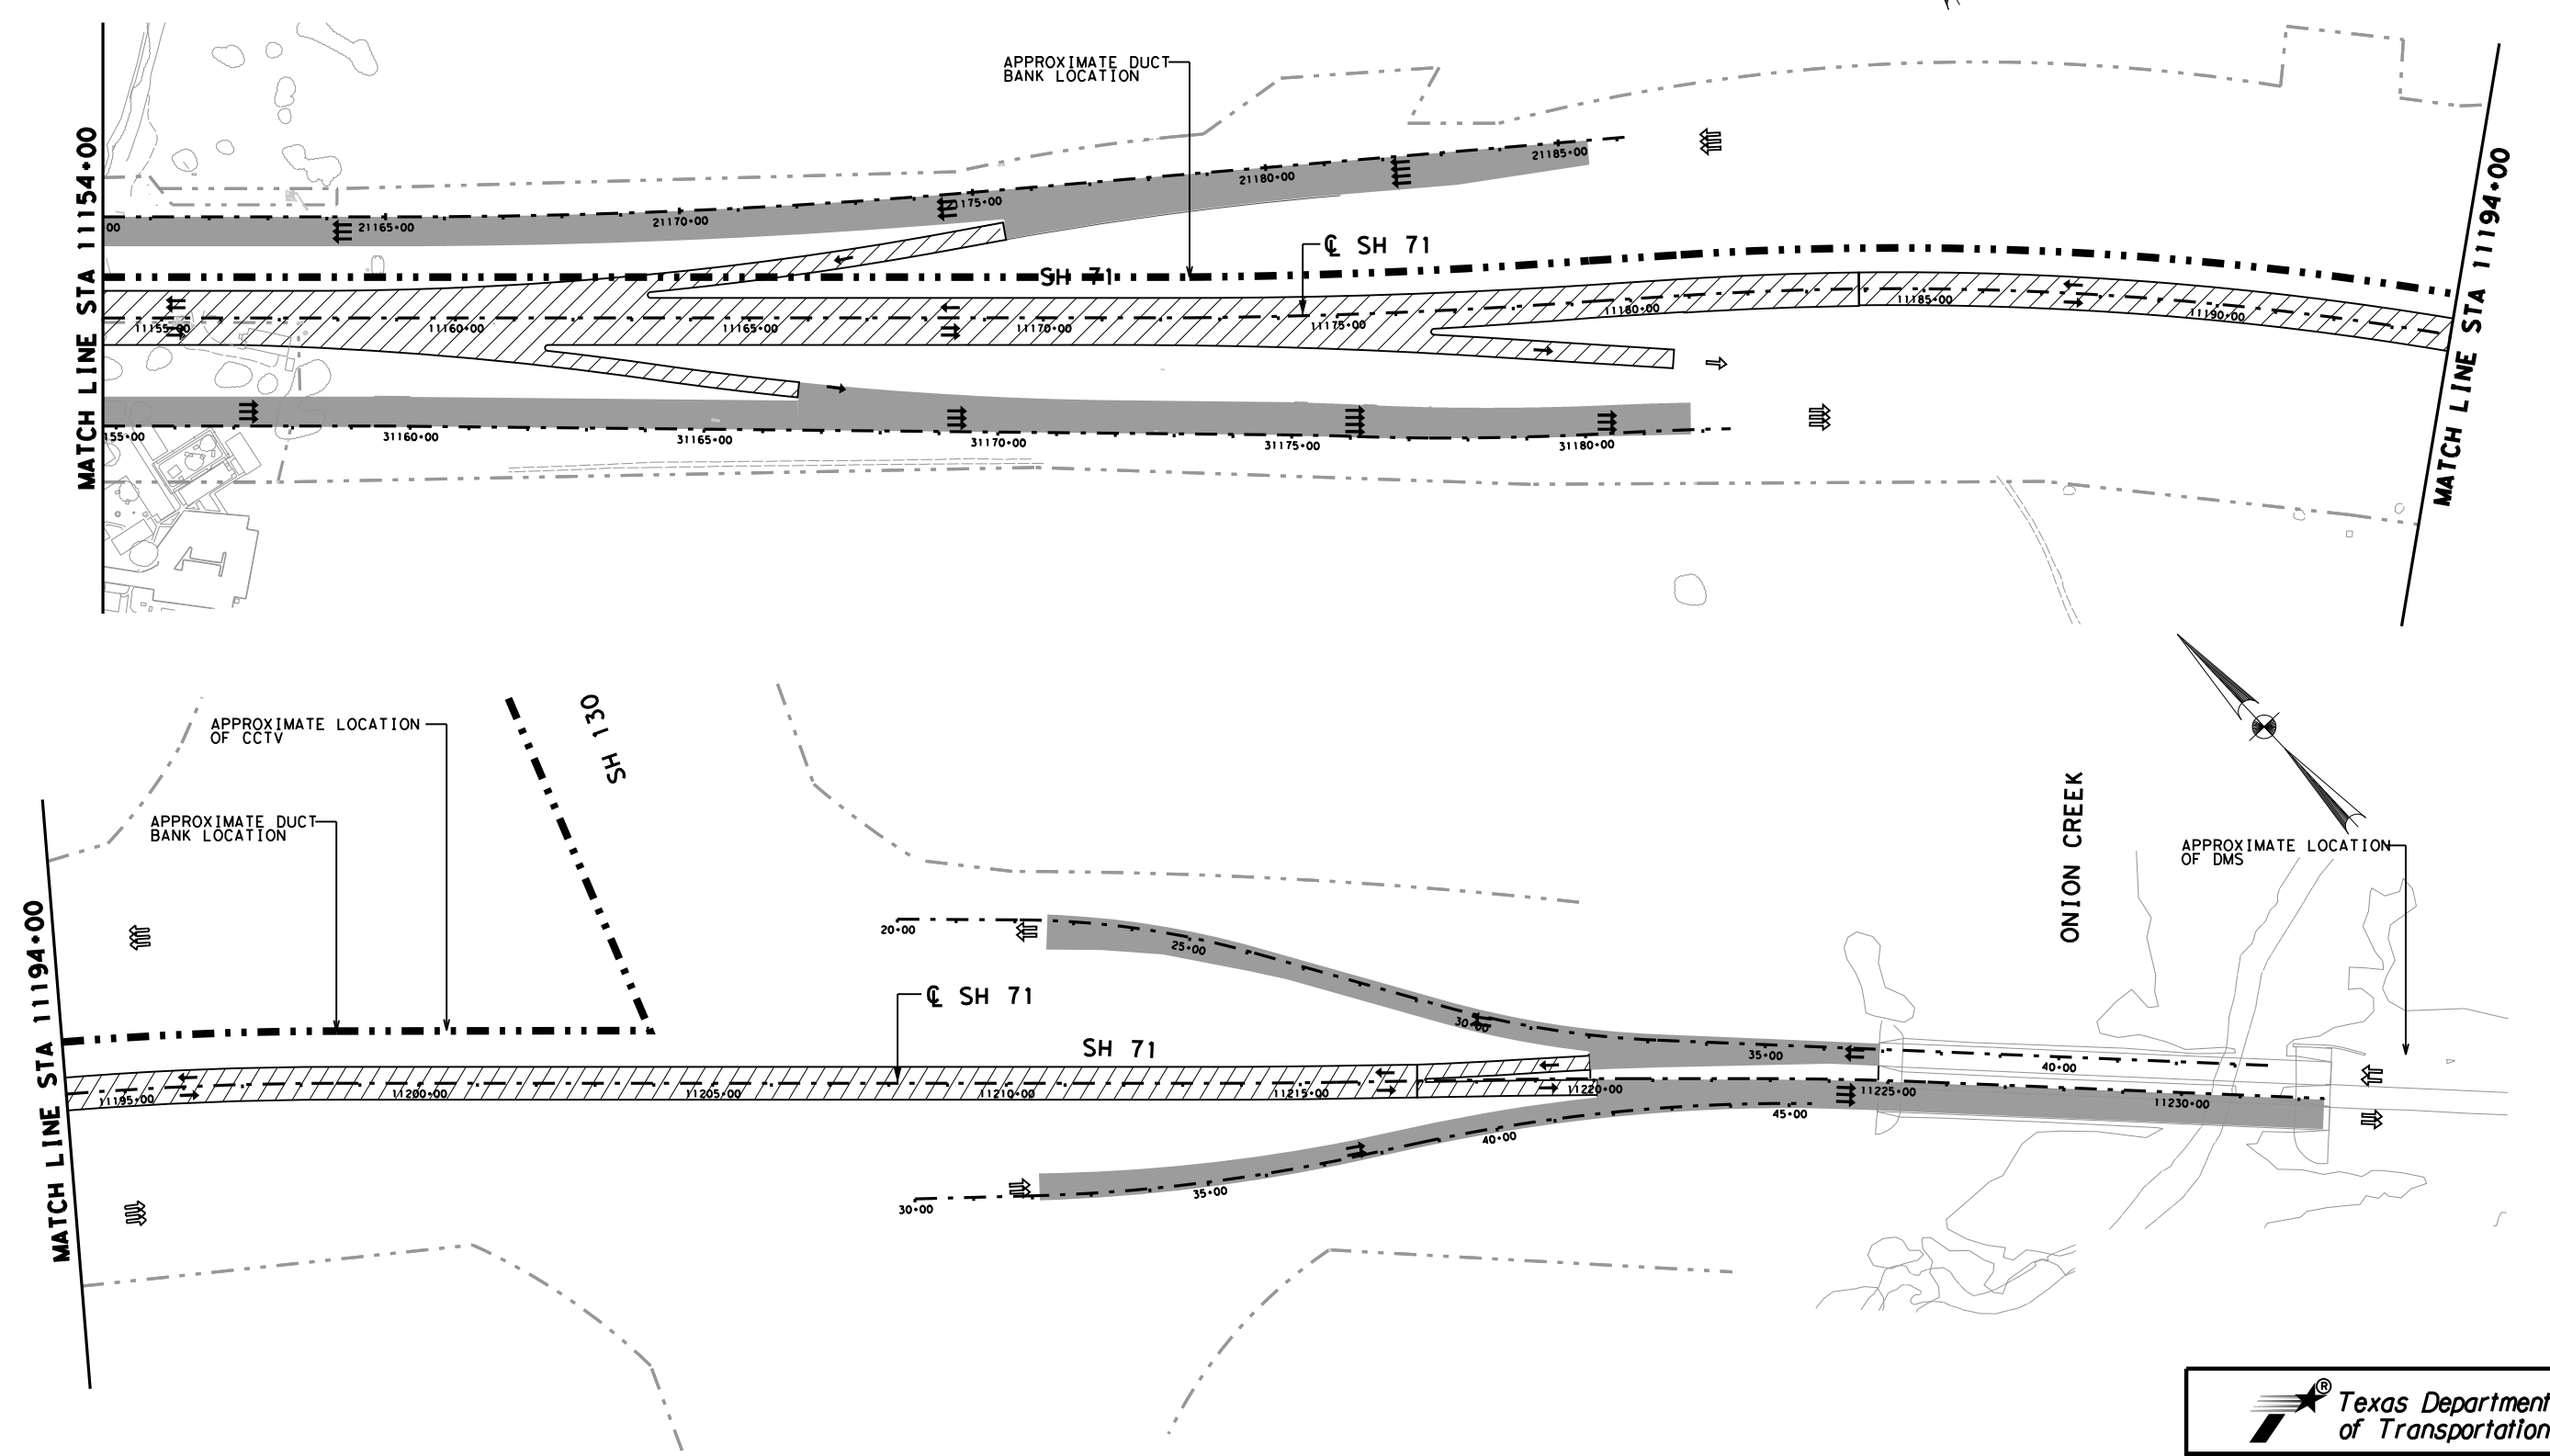 APPROXIMATE DUCT
BANK LOCATION
MATCH LINE STA 11154+00
MATCH LINE STA 11194+00
21185+00
21180+00
21175+00
21170+00
21165+00
00
℄ SH 71
SH 71
11155+00
11160+00
11165+00
11170+00
11175+00
11180+00
11185+00
11190+00
155+00
31160+00
31165+00
31170+00
31175+00
31180+00
APPROXIMATE LOCATION
OF CCTV
SH 130
APPROXIMATE DUCT
BANK LOCATION
ONION CREEK
APPROXIMATE LOCATION
OF DMS
MATCH LINE STA 11194+00
20+00
25+00
30+00
35+00
40+00
℄ SH 71
SH 71
11195+00
11200+00
11205+00
11210+00
11215+00
11220+00
11225+00
11230+00
30+00
35+00
40+00
45+00
®
Texas Department
of Transportation